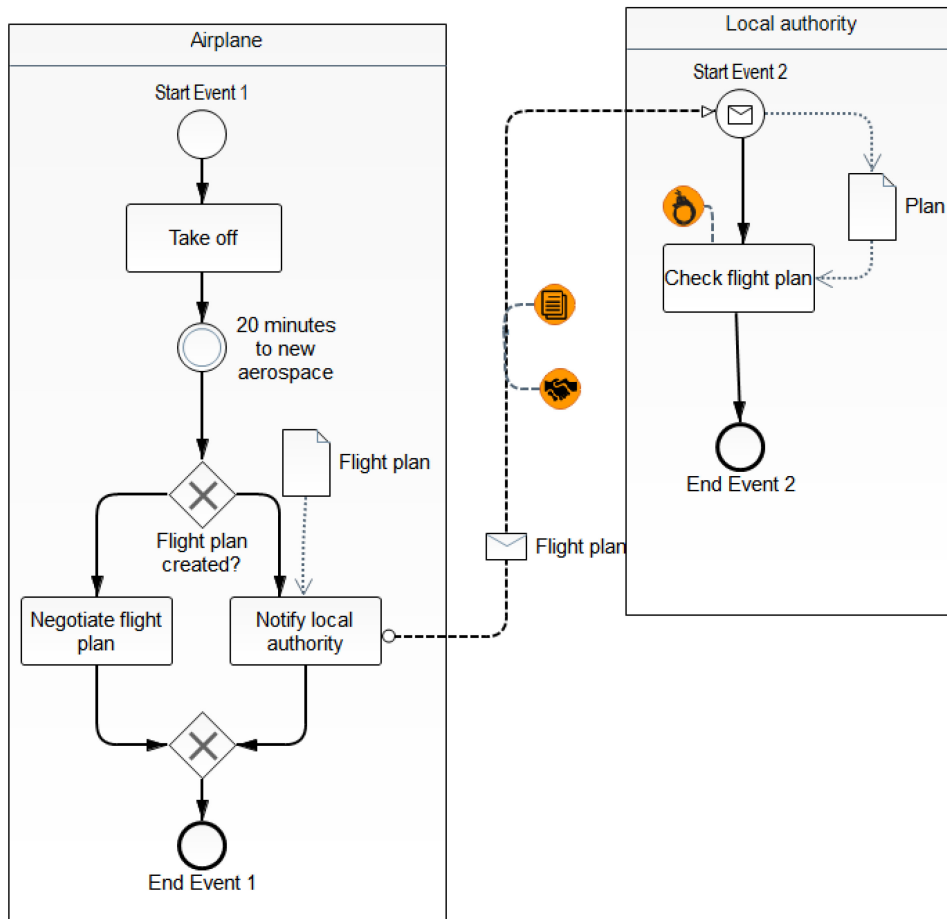 Airplane
Start Event 1
Take off
20 minutes
to new
aerospace
Flight plan
Flight plan
created?
Negotiate flight
plan
Notify local
authority
End Event 1
Flight plan
Local authority
Start Event 2
Plan
Check flight plan
End Event 2